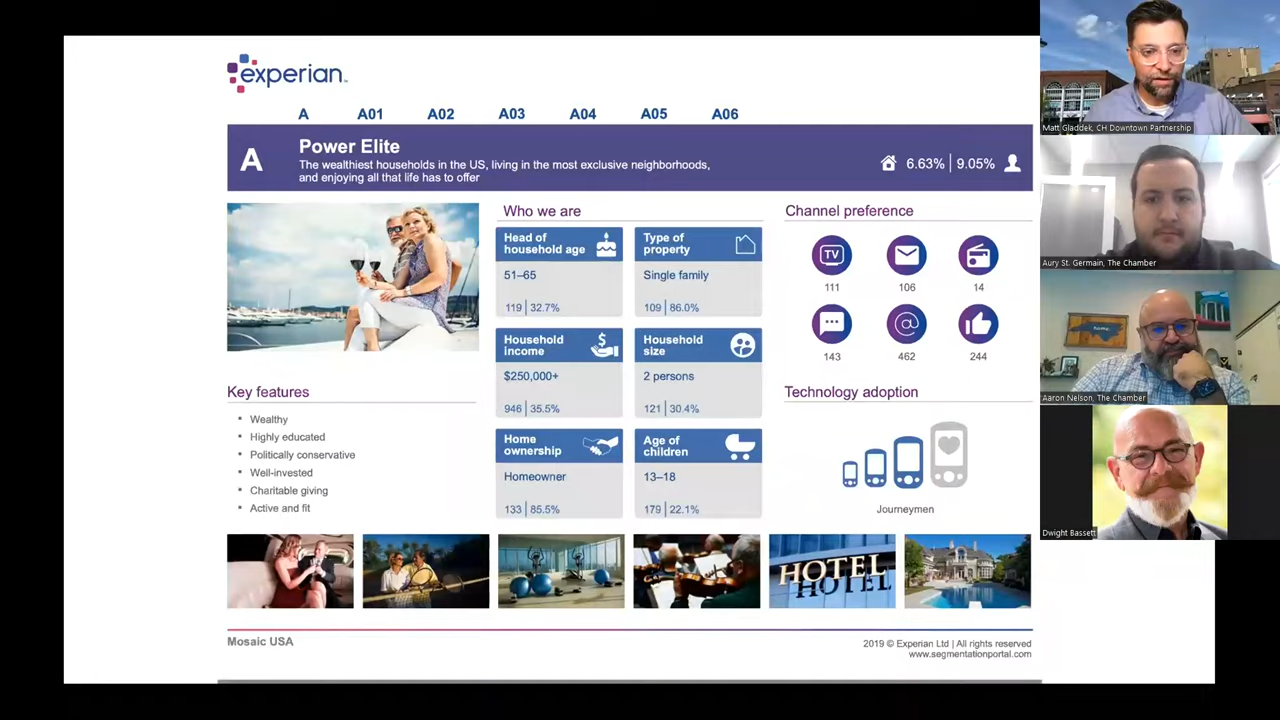 experian
A A01 A02 A03 A04 A05 A06
A
Power Elite
The wealthiest households in the US, living in the most exclusive neighborhoods,
and enjoying all that life has to offer
6.63% | 9.05%
Who we are
Head of
household age
51–65
119 | 32.7%
Type of
property
Single family
109 | 86.0%
Household
income
$250,000+
946 | 35.5%
Household
size
2 persons
121 | 30.4%
Home
ownership
Homeowner
133 | 85.5%
Age of
children
13–18
179 | 22.1%
Channel preference
TV
111
106
14
143
@
462
244
Key features
• Wealthy
• Highly educated
• Politically conservative
• Well-invested
• Charitable giving
• Active and fit
Technology adoption
Journeymen
HOTEL
HOTEL
Mosaic USA
2019 © Experian Ltd | All rights reserved
www.segmentationportal.com
Matt Gladdek, CH Downtown Partnership
Aury St. Germain, The Chamber
home.
Aaron Nelson, The Chamber
Dwight Bassett